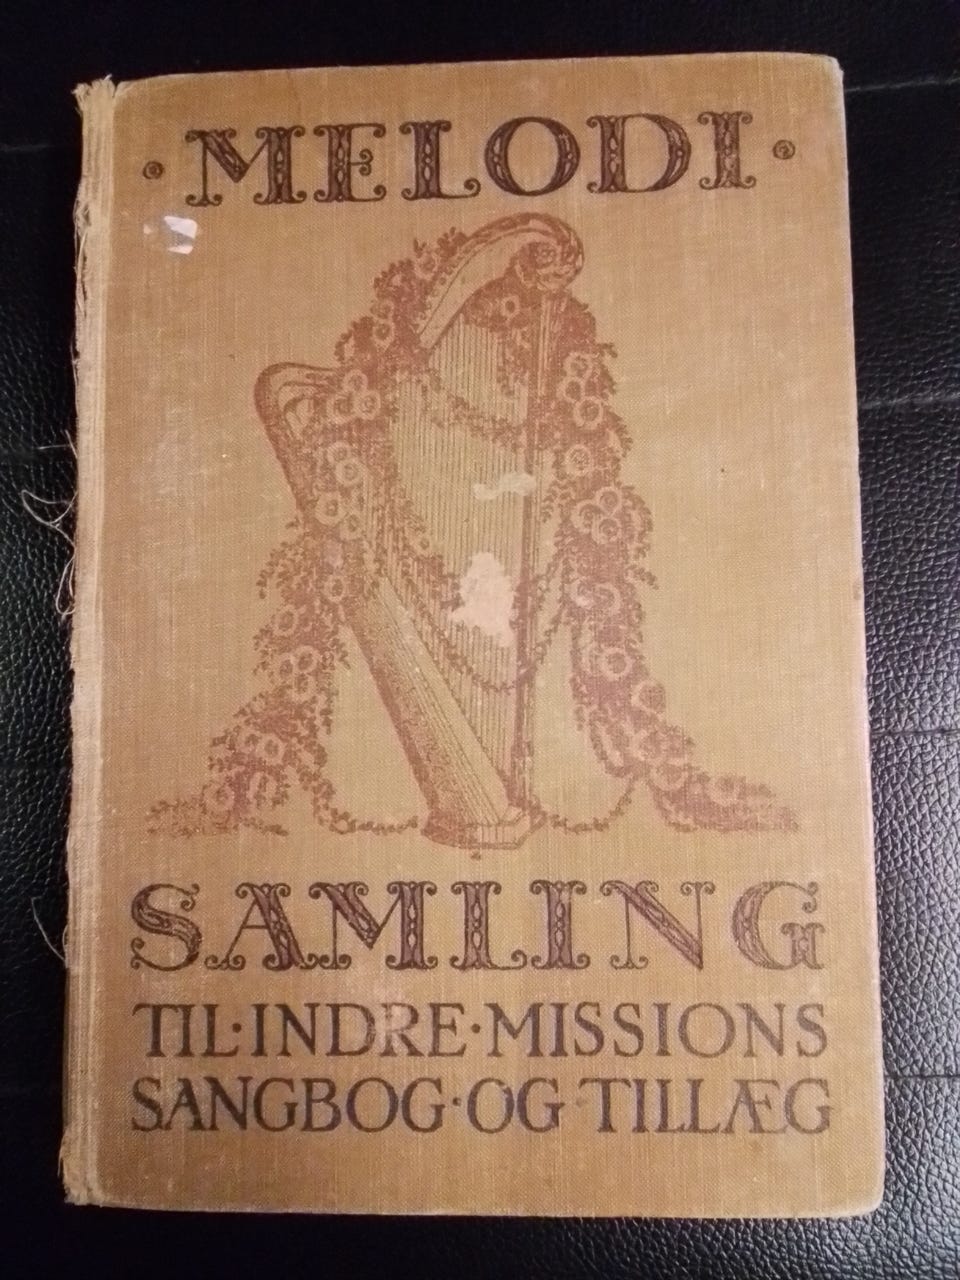 · MELODI ·
SAMLING
TIL · INDRE · MISSIONS
SANGBOG · OG · TILLÆG